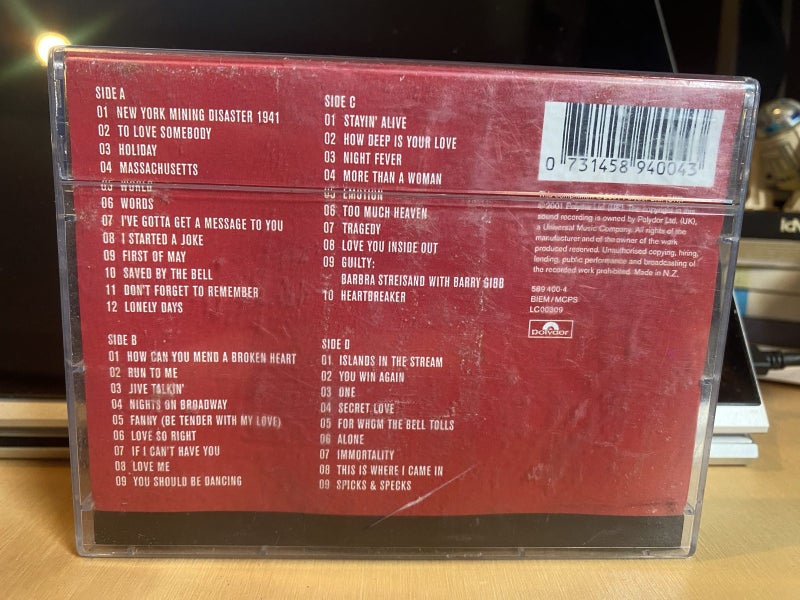 SIDE A
01 NEW YORK MINING DISASTER 1941
02 TO LOVE SOMEBODY
03 HOLIDAY
04 MASSACHUSETTS
05 WORLD
06 WORDS
07 I'VE GOTTA GET A MESSAGE TO YOU
08 I STARTED A JOKE
09 FIRST OF MAY
10 SAVED BY THE BELL
11 DON'T FORGET TO REMEMBER
12 LONELY DAYS
SIDE B
01 HOW CAN YOU MEND A BROKEN HEART
02 RUN TO ME
03 JIVE TALKIN'
04 NIGHTS ON BROADWAY
05 FANNY (BE TENDER WITH MY LOVE)
06 LOVE SO RIGHT
07 IF I CAN'T HAVE YOU
08 LOVE ME
09 YOU SHOULD BE DANCING
SIDE C
01 STAYIN' ALIVE
02 HOW DEEP IS YOUR LOVE
03 NIGHT FEVER
04 MORE THAN A WOMAN
05 EMOTION
06 TOO MUCH HEAVEN
07 TRAGEDY
08 LOVE YOU INSIDE OUT
09 GUILTY:
BARBRA STREISAND WITH BARRY GIBB
10 HEARTBREAKER
SIDE D
01 ISLANDS IN THE STREAM
02 YOU WIN AGAIN
03 ONE
04 SECRET LOVE
05 FOR WHOM THE BELL TOLLS
06 ALONE
07 IMMORTALITY
08 THIS IS WHERE I CAME IN
09 SPICKS & SPECKS
0 731458 940043
This compilation
sound recording is owned by Polydor Ltd. (UK),
a Universal Music Company. All rights of the
manufacturer and of the owner of the work
produced reserved. Unauthorised copying, hiring,
lending, public performance and broadcasting of
the recorded work prohibited. Made in N.Z.
589 400-4
BIEM/MCPS
LC00309
Polydor